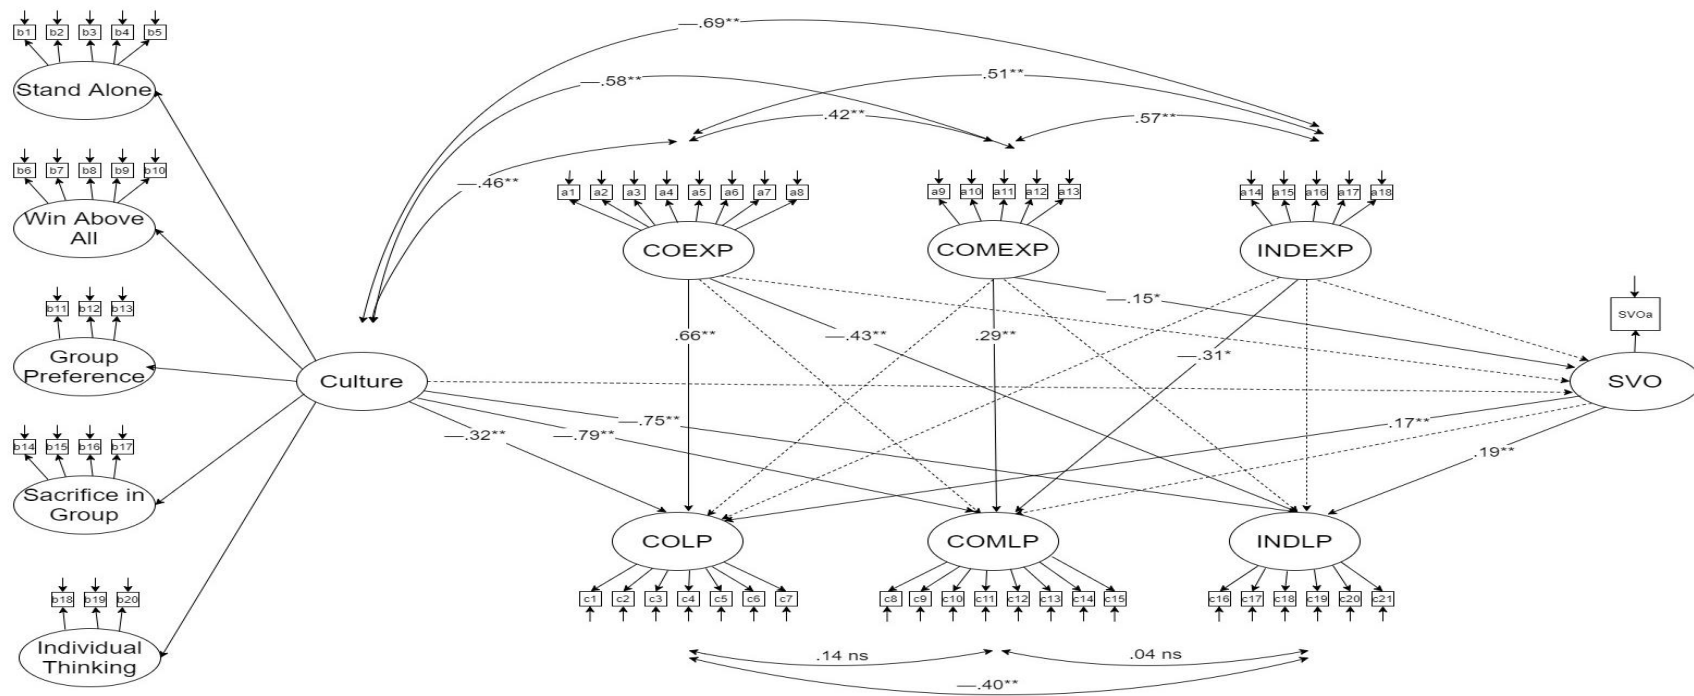 —.69**
b1 b2 b3 b4 b5
Stand Alone
—.58**
.51**
.42**
.57**
—.46**
b6 b7 b8 b9 b10
Win Above
All
a1 a2 a3 a4 a5 a6 a7 a8
a9 a10 a11 a12 a13
a14 a15 a16 a17 a18
COEXP
COMEXP
INDEXP
b11 b12 b13
Group
Preference
—.15*
SVOa
.66**
—.43**
.29**
—.31*
Culture
SVO
—.32**
—.79**
—.75**
.17**
.19**
b14 b15 b16 b17
Sacrifice in
Group
COLP
COMLP
INDLP
b18 b19 b20
Individual
Thinking
c1 c2 c3 c4 c5 c6 c7
c8 c9 c10 c11 c12 c13 c14 c15
c16 c17 c18 c19 c20 c21
.14 ns
.04 ns
—.40**